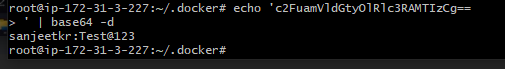 root@ip-172-31-3-227:~/.docker# echo 'c2FuamVldGtyOlRlc3RAMTIzCg==
> ' | base64 -d
sanjeetkr:Test@123
root@ip-172-31-3-227:~/.docker#